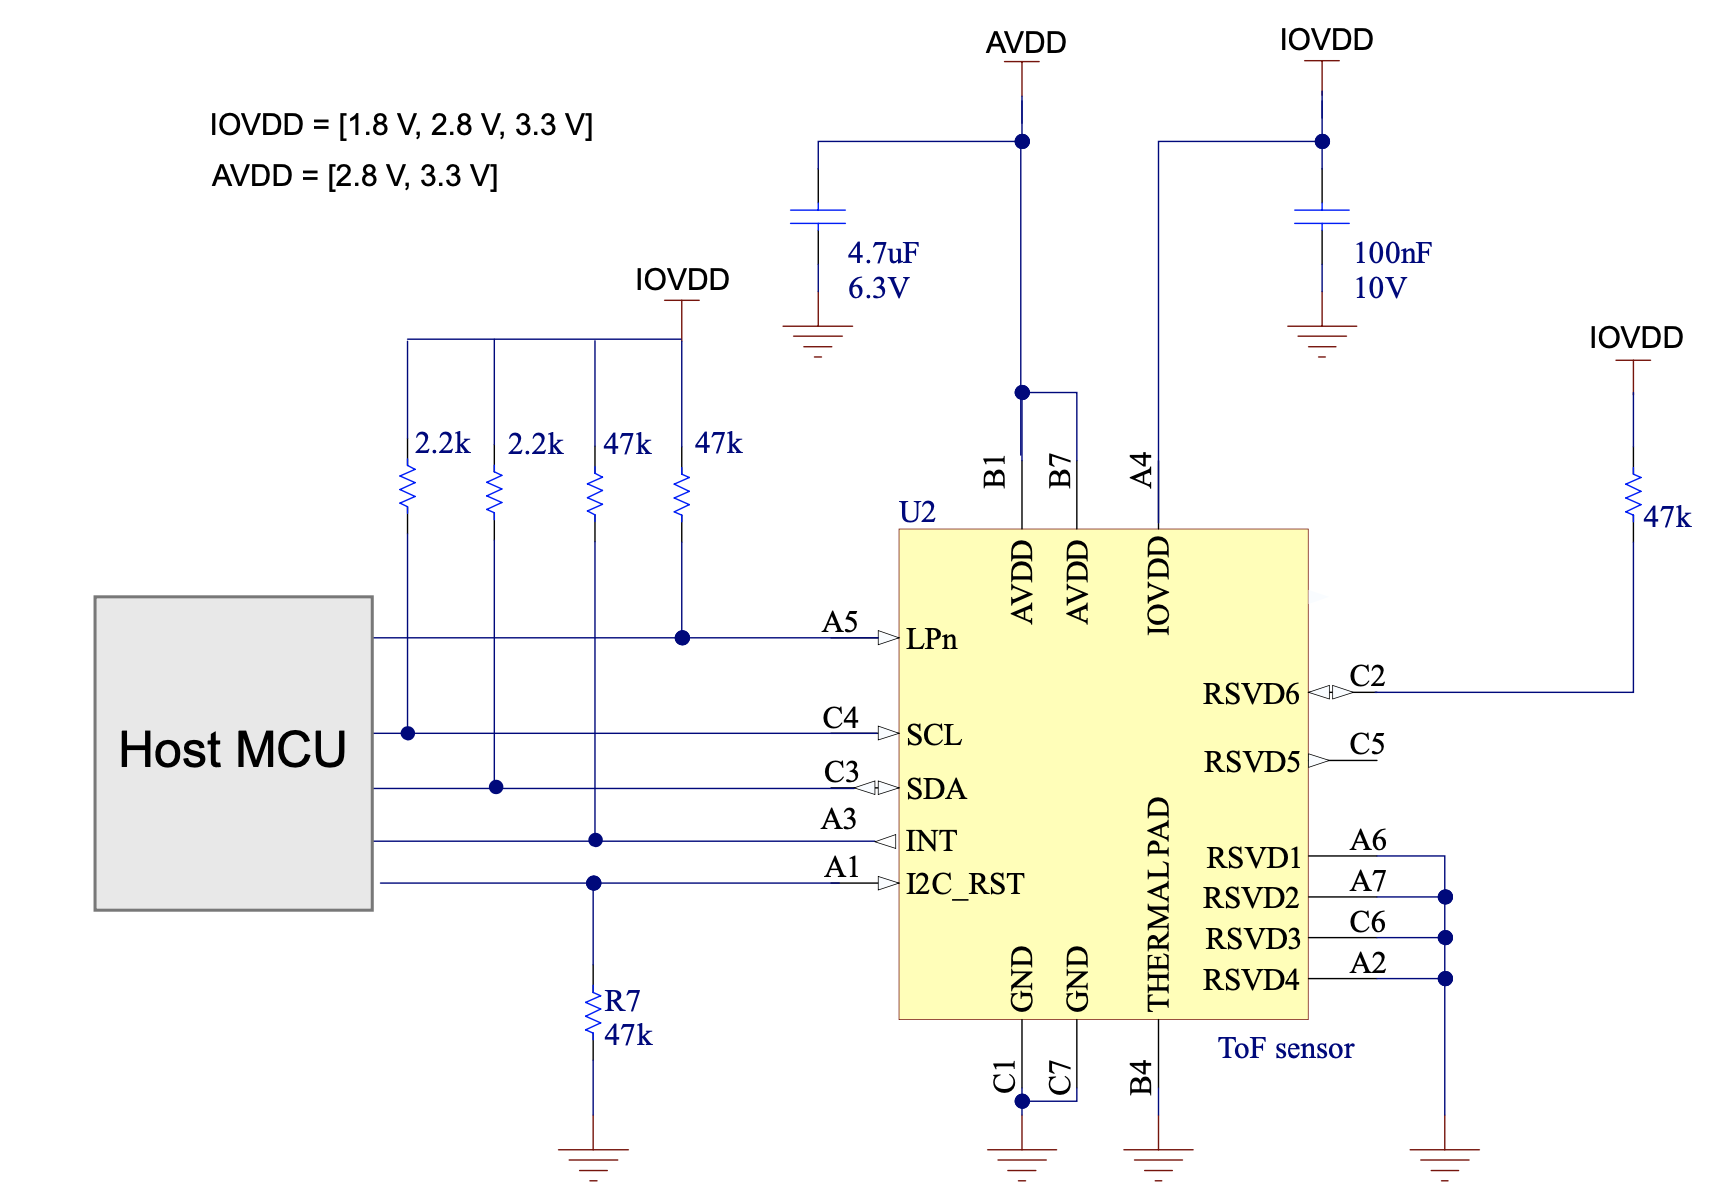 AVDD
IOVDD
IOVDD = [1.8 V, 2.8 V, 3.3 V]
AVDD = [2.8 V, 3.3 V]
4.7uF
6.3V
100nF
10V
IOVDD
IOVDD
2.2k
2.2k
47k
47k
B1
B7
A4
47k
U2
AVDD
AVDD
IOVDD
A5
LPn
C2
RSVD6
C4
SCL
C5
RSVD5
Host MCU
C3
SDA
A3
INT
A6
RSVD1
A1
I2C_RST
A7
RSVD2
C6
RSVD3
A2
RSVD4
GND
GND
THERMAL PAD
R7
47k
ToF sensor
C1
C7
B4